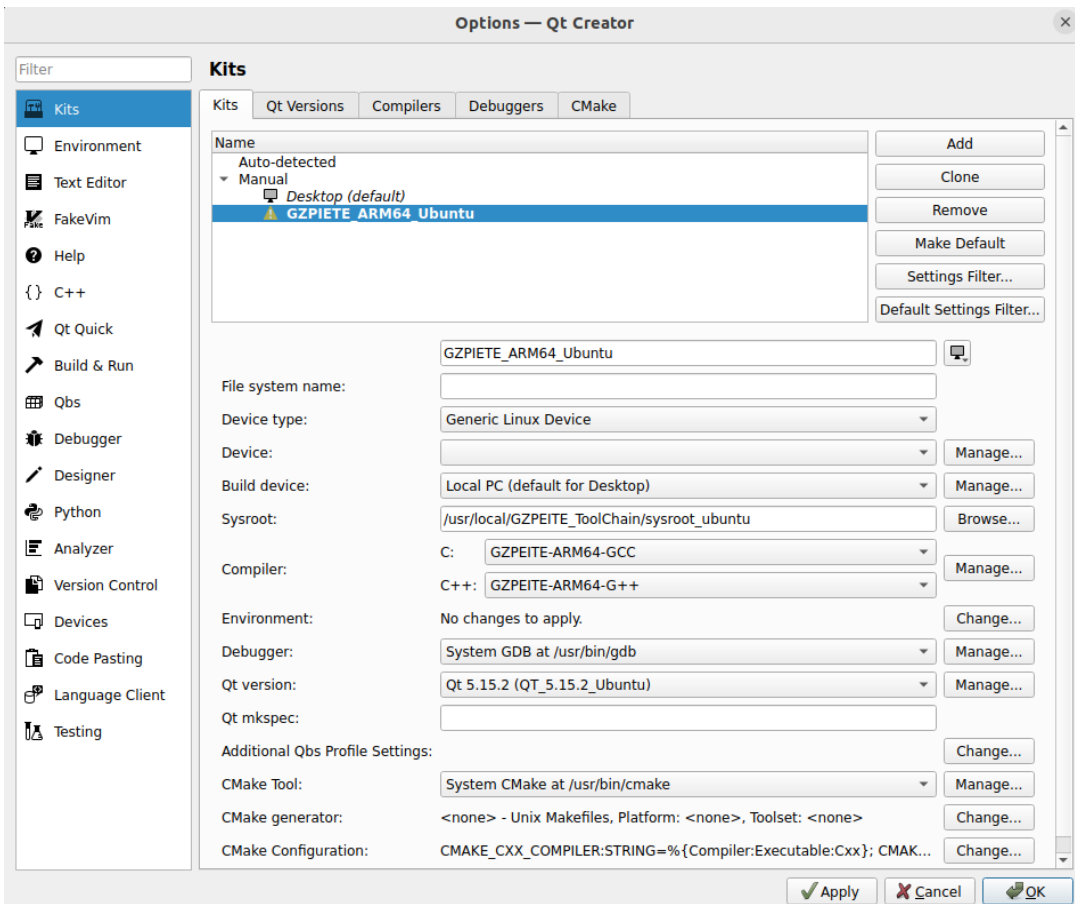 Options — Qt Creator
Filter
Kits
Environment
Text Editor
FakeVim
Help
C++
Qt Quick
Build & Run
Qbs
Debugger
Designer
Python
Analyzer
Version Control
Devices
Code Pasting
Language Client
Testing
Kits
Kits Qt Versions Compilers Debuggers CMake
Name
Auto-detected
Manual
Desktop (default)
GZPIETE_ARM64_Ubuntu
Add
Clone
Remove
Make Default
Settings Filter...
Default Settings Filter...
GZPIETE_ARM64_Ubuntu
File system name:
Device type: Generic Linux Device
Device: Manage...
Build device: Local PC (default for Desktop) Manage...
Sysroot: /usr/local/GZPEITE_ToolChain/sysroot_ubuntu Browse...
Compiler: C: GZPEITE-ARM64-GCC Manage...
C++: GZPEITE-ARM64-G++
Environment: No changes to apply. Change...
Debugger: System GDB at /usr/bin/gdb Manage...
Qt version: Qt 5.15.2 (QT_5.15.2_Ubuntu) Manage...
Qt mkspec:
Additional Qbs Profile Settings: Change...
CMake Tool: System CMake at /usr/bin/cmake Manage...
CMake generator: <none> - Unix Makefiles, Platform: <none>, Toolset: <none> Change...
CMake Configuration: CMAKE_CXX_COMPILER:STRING=%{Compiler:Executable:Cxx}; CMAK... Change...
Apply Cancel OK